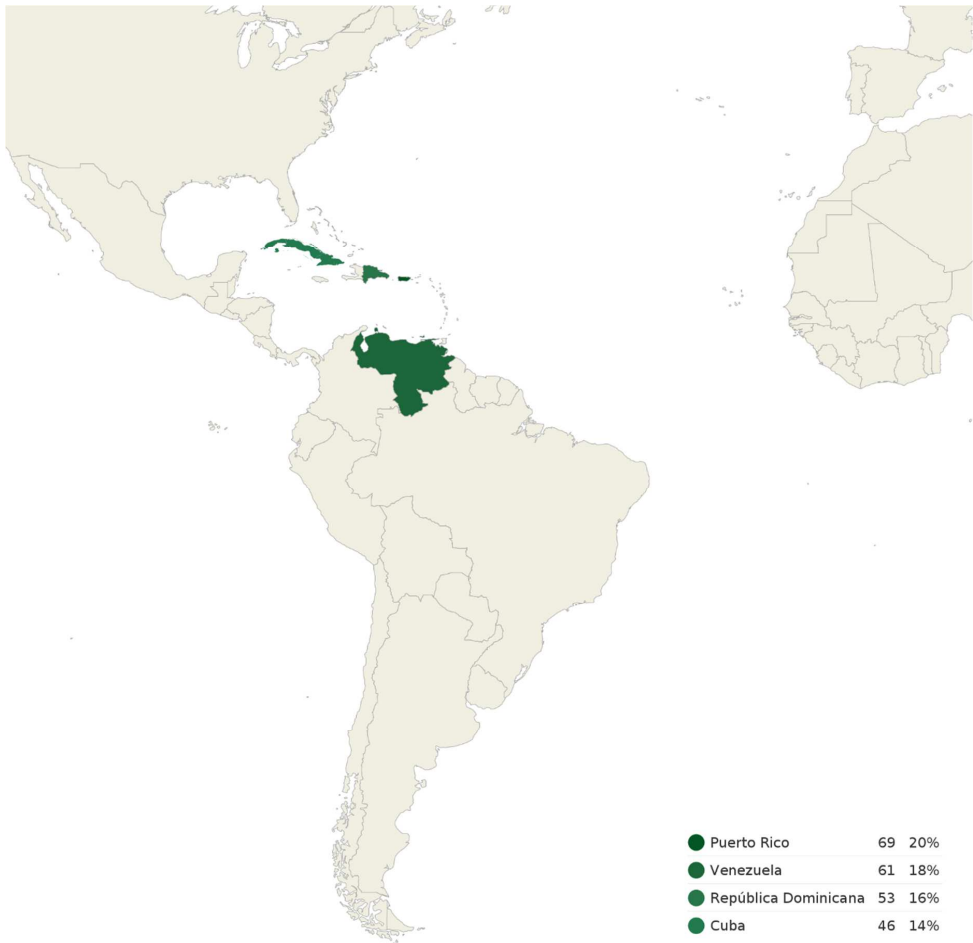 Puerto Rico 69 20%
Venezuela 61 18%
República Dominicana 53 16%
Cuba 46 14%